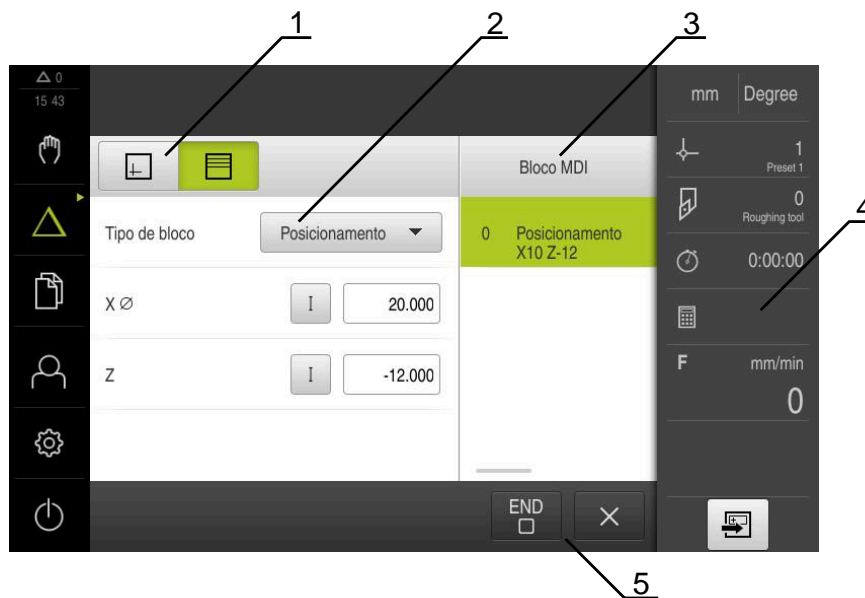 1 2 3
0
15 43
mm Degree
1
Preset 1
Bloco MDI
0
Roughing tool
4
Tipo de bloco Posicionamento
0 Posicionamento
X10 Z-12
0:00:00
X Ø I 20.000
Z I -12.000
F mm/min
0
END
5